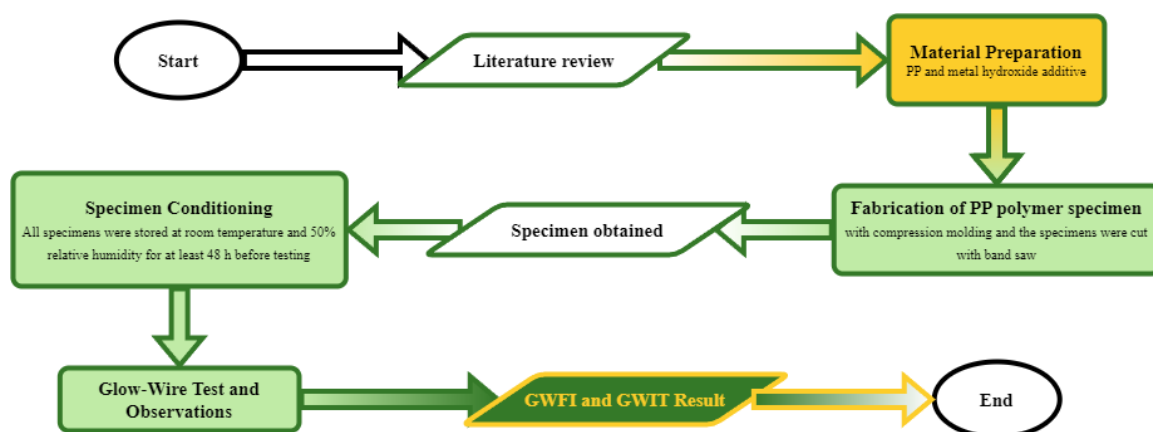 Start
Literature review
Material Preparation
PP and metal hydroxide additive
Fabrication of PP polymer specimen
with compression molding and the specimens were cut
with band saw
Specimen obtained
Specimen Conditioning
All specimens were stored at room temperature and 50%
relative humidity for at least 48 h before testing
Glow-Wire Test and
Observations
GWFI and GWIT Result
End